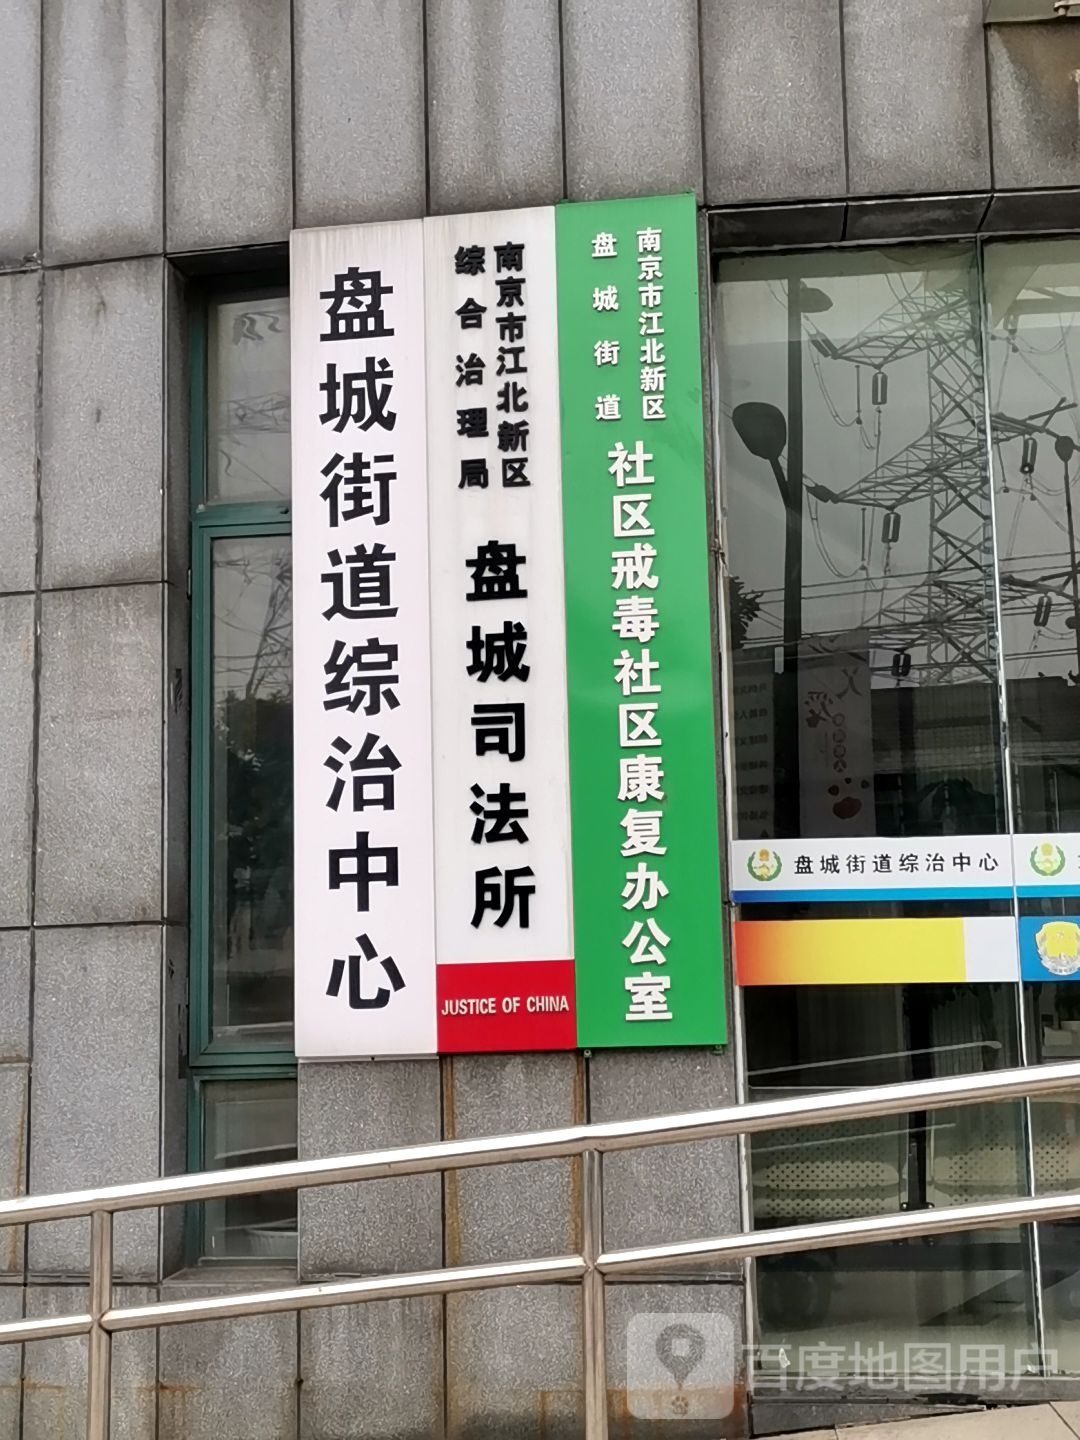 盘城街道综治中心
南京市江北新区
综合治理局
盘城司法所
JUSTICE OF CHINA
南京市江北新区
盘城街道
社区戒毒社区康复办公室
盘城街道综治中心
百度地图用户